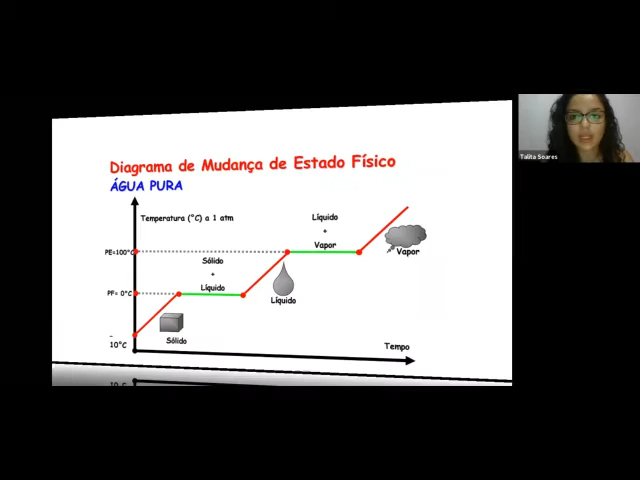 Diagrama de Mudança de Estado Físico
ÁGUA PURA
Temperatura (°C) a 1 atm
Líquido
+
Vapor
PE=100°C
Vapor
Sólido
+
Líquido
PF= 0°C
Líquido
-
10°C
Sólido
Tempo
10°C
Talita Soares